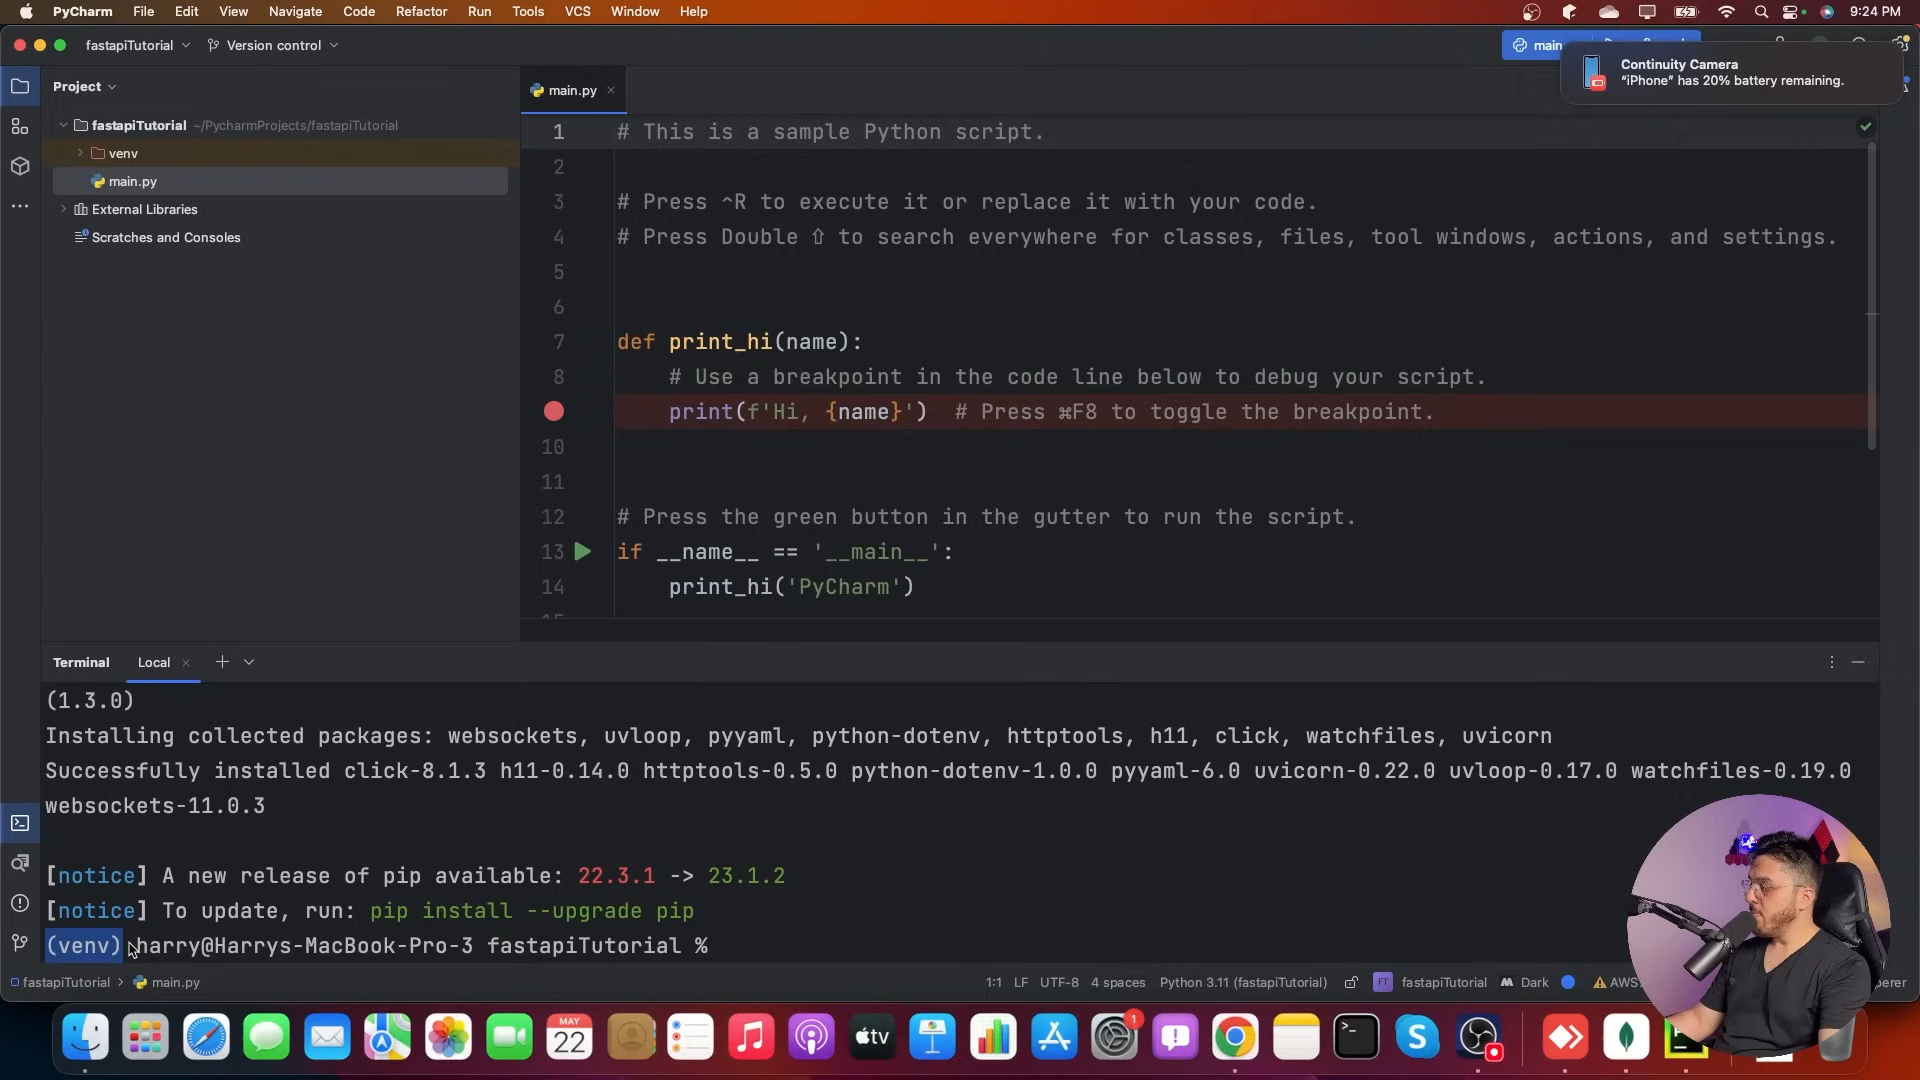 PyCharm File Edit View Navigate Code Refactor Run Tools VCS Window Help 9:24 PM
fastapiTutorial Version control main
Continuity Camera
“iPhone” has 20% battery remaining.
Project main.py
fastapiTutorial ~/PycharmProjects/fastapiTutorial
venv
main.py
External Libraries
Scratches and Consoles
1 # This is a sample Python script.
2
3 # Press ^R to execute it or replace it with your code.
4 # Press Double ⇧ to search everywhere for classes, files, tool windows, actions, and settings.
5
6
7 def print_hi(name):
8 # Use a breakpoint in the code line below to debug your script.
print(f'Hi, {name}') # Press ⌘F8 to toggle the breakpoint.
10
11
12 # Press the green button in the gutter to run the script.
13 if __name__ == '__main__':
14 print_hi('PyCharm')
Terminal Local
(1.3.0)
Installing collected packages: websockets, uvloop, pyyaml, python-dotenv, httptools, h11, click, watchfiles, uvicorn
Successfully installed click-8.1.3 h11-0.14.0 httptools-0.5.0 python-dotenv-1.0.0 pyyaml-6.0 uvicorn-0.22.0 uvloop-0.17.0 watchfiles-0.19.0
websockets-11.0.3
[notice] A new release of pip available: 22.3.1 -> 23.1.2
[notice] To update, run: pip install --upgrade pip
(venv) harry@Harrys-MacBook-Pro-3 fastapiTutorial %
fastapiTutorial > main.py 1:1 LF UTF-8 4 spaces Python 3.11 (fastapiTutorial) FT fastapiTutorial Dark AWS
MAY
22
tv
1